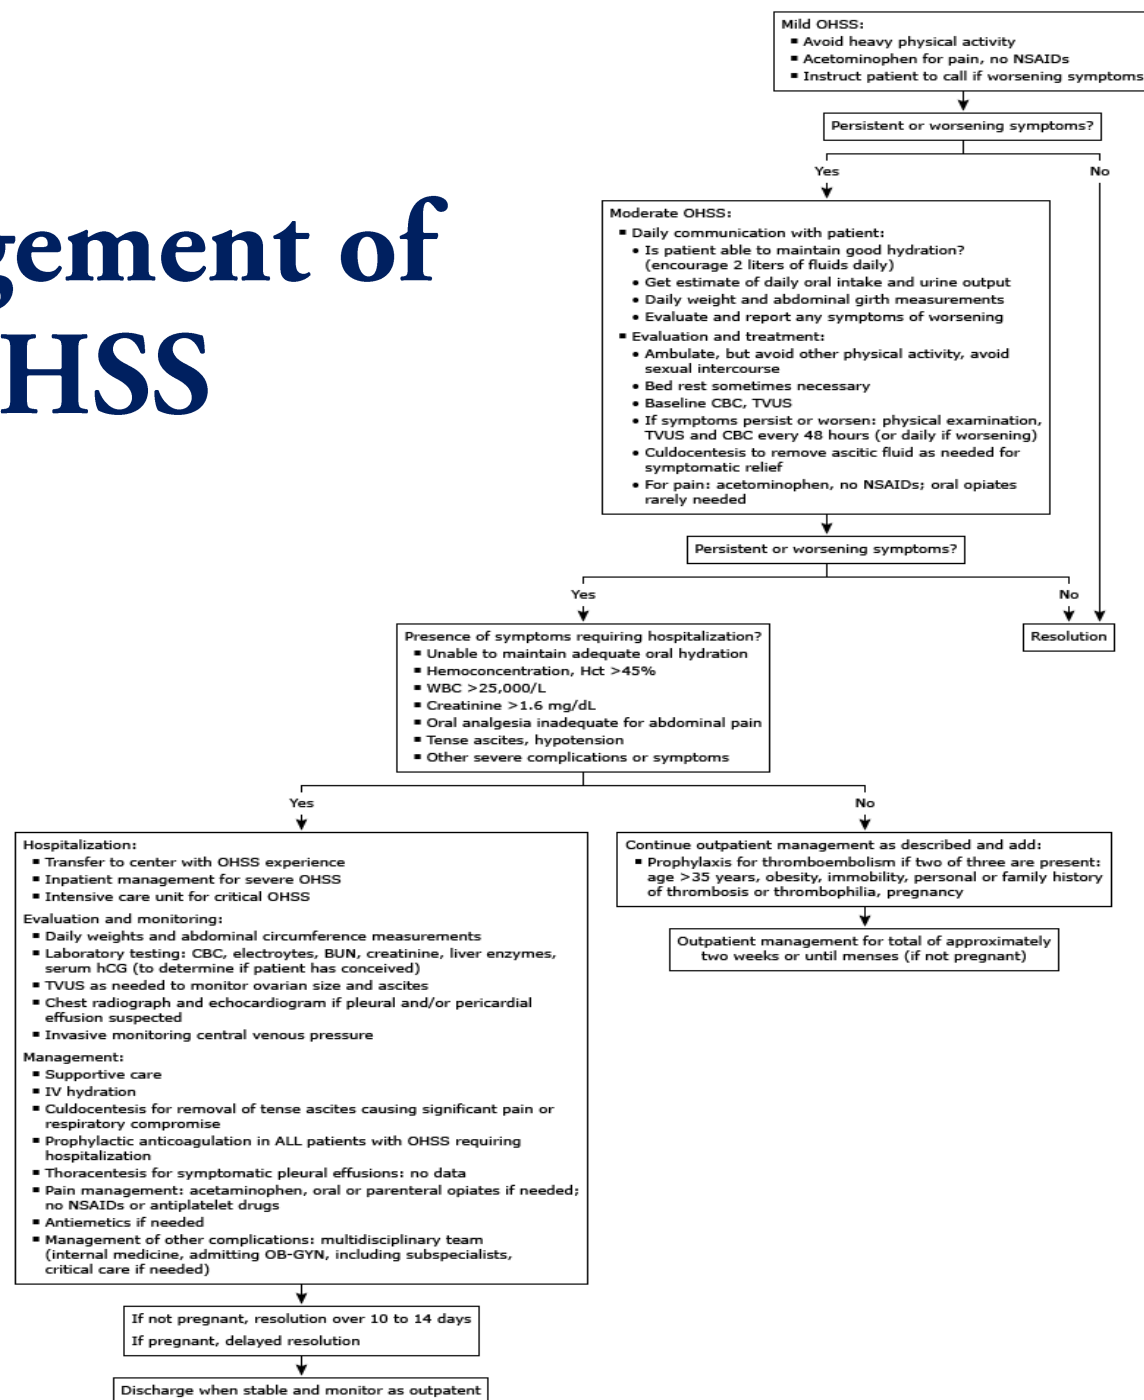 gement of
HSS
Mild OHSS:
▪ Avoid heavy physical activity
▪ Acetominophen for pain, no NSAIDs
▪ Instruct patient to call if worsening symptoms
Persistent or worsening symptoms?
Yes
No
Moderate OHSS:
▪ Daily communication with patient:
• Is patient able to maintain good hydration?
(encourage 2 liters of fluids daily)
• Get estimate of daily oral intake and urine output
• Daily weight and abdominal girth measurements
• Evaluate and report any symptoms of worsening
▪ Evaluation and treatment:
• Ambulate, but avoid other physical activity, avoid
sexual intercourse
• Bed rest sometimes necessary
• Baseline CBC, TVUS
• If symptoms persist or worsen: physical examination,
TVUS and CBC every 48 hours (or daily if worsening)
• Culdocentesis to remove ascitic fluid as needed for
symptomatic relief
• For pain: acetominophen, no NSAIDs; oral opiates
rarely needed
Persistent or worsening symptoms?
Yes
No
Resolution
Presence of symptoms requiring hospitalization?
▪ Unable to maintain adequate oral hydration
▪ Hemoconcentration, Hct >45%
▪ WBC >25,000/L
▪ Creatinine >1.6 mg/dL
▪ Oral analgesia inadequate for abdominal pain
▪ Tense ascites, hypotension
▪ Other severe complications or symptoms
Yes
No
Hospitalization:
▪ Transfer to center with OHSS experience
▪ Inpatient management for severe OHSS
▪ Intensive care unit for critical OHSS
Evaluation and monitoring:
▪ Daily weights and abdominal circumference measurements
▪ Laboratory testing: CBC, electroytes, BUN, creatinine, liver enzymes,
serum hCG (to determine if patient has conceived)
▪ TVUS as needed to monitor ovarian size and ascites
▪ Chest radiograph and echocardiogram if pleural and/or pericardial
effusion suspected
▪ Invasive monitoring central venous pressure
Management:
▪ Supportive care
▪ IV hydration
▪ Culdocentesis for removal of tense ascites causing significant pain or
respiratory compromise
▪ Prophylactic anticoagulation in ALL patients with OHSS requiring
hospitalization
▪ Thoracentesis for symptomatic pleural effusions: no data
▪ Pain management: acetaminophen, oral or parenteral opiates if needed;
no NSAIDs or antiplatelet drugs
▪ Antiemetics if needed
▪ Management of other complications: multidisciplinary team
(internal medicine, admitting OB-GYN, including subspecialists,
critical care if needed)
If not pregnant, resolution over 10 to 14 days
If pregnant, delayed resolution
Discharge when stable and monitor as outpatent
Continue outpatient management as described and add:
▪ Prophylaxis for thromboembolism if two of three are present:
age >35 years, obesity, immobility, personal or family history
of thrombosis or thrombophilia, pregnancy
Outpatient management for total of approximately
two weeks or until menses (if not pregnant)